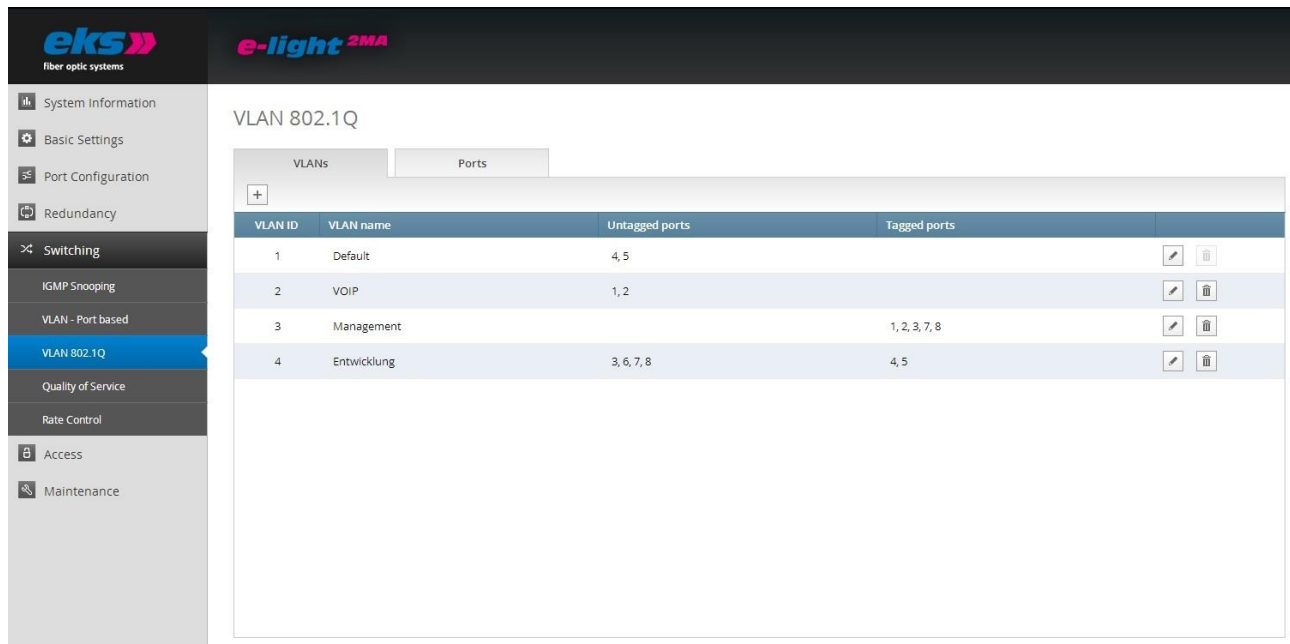 eks
fiber optic systems
e-light 2MA
System Information
Basic Settings
Port Configuration
Redundancy
Switching
IGMP Snooping
VLAN - Port based
VLAN 802.1Q
Quality of Service
Rate Control
Access
Maintenance
VLAN 802.1Q
VLANs Ports
+
VLAN ID VLAN name Untagged ports Tagged ports
1 Default 4, 5
2 VOIP 1, 2
3 Management 1, 2, 3, 7, 8
4 Entwicklung 3, 6, 7, 8 4, 5